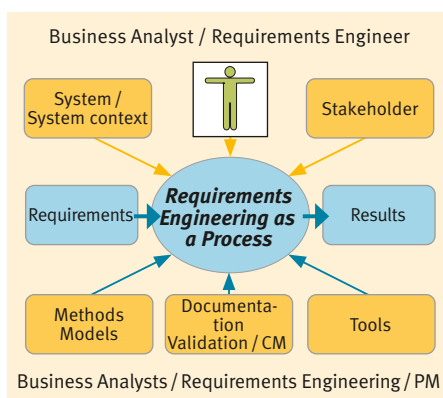 Business Analyst / Requirements Engineer
System /
System context
Stakeholder
Requirements
Requirements
Engineering as
a Process
Results
Methods
Models
Documenta-
tion
Validation / CM
Tools
Business Analysts / Requirements Engineering / PM